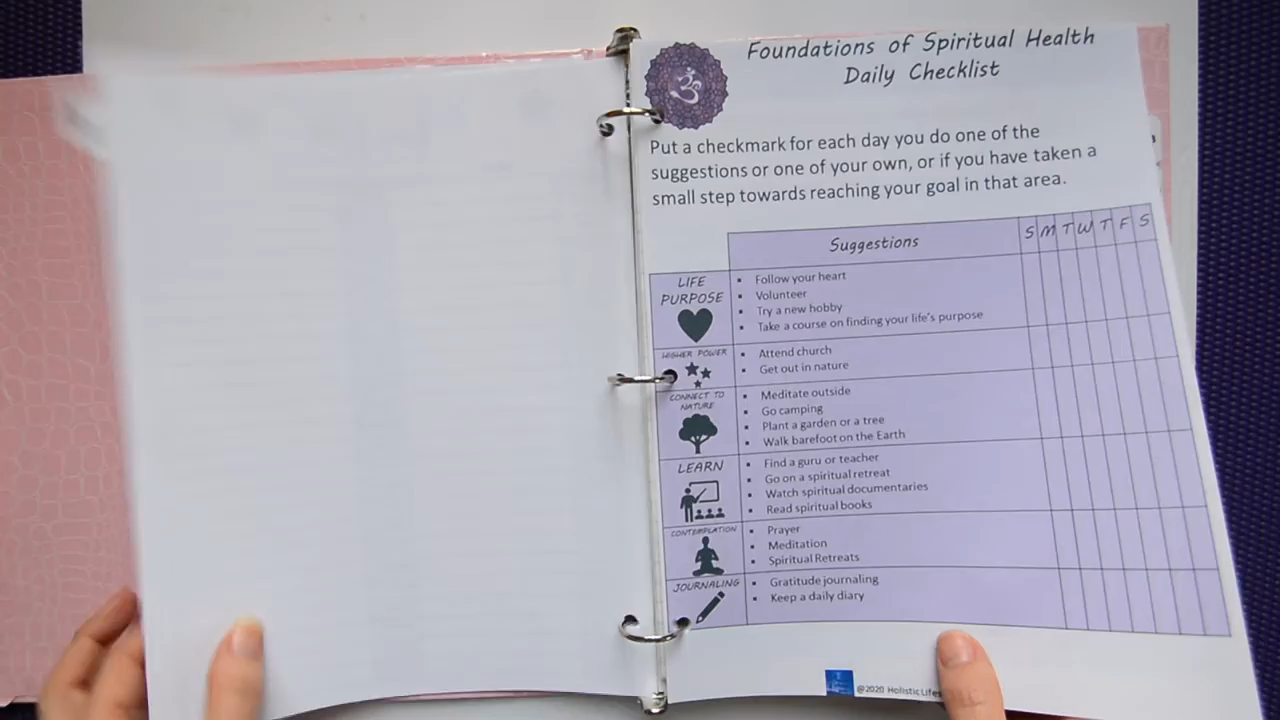 Foundations of Spiritual Health
Daily Checklist
Put a checkmark for each day you do one of the
suggestions or one of your own, or if you have taken a
small step towards reaching your goal in that area.
Suggestions
S M T W T F S
LIFE
PURPOSE
Follow your heart
Volunteer
Try a new hobby
Take a course on finding your life's purpose
HIGHER POWER
Attend church
Get out in nature
CONNECT TO
NATURE
Meditate outside
Go camping
Plant a garden or a tree
Walk barefoot on the Earth
LEARN
Find a guru or teacher
Go on a spiritual retreat
Watch spiritual documentaries
Read spiritual books
CONTEMPLATION
Prayer
Meditation
Spiritual Retreats
JOURNALING
Gratitude journaling
Keep a daily diary
@2020 Holistic